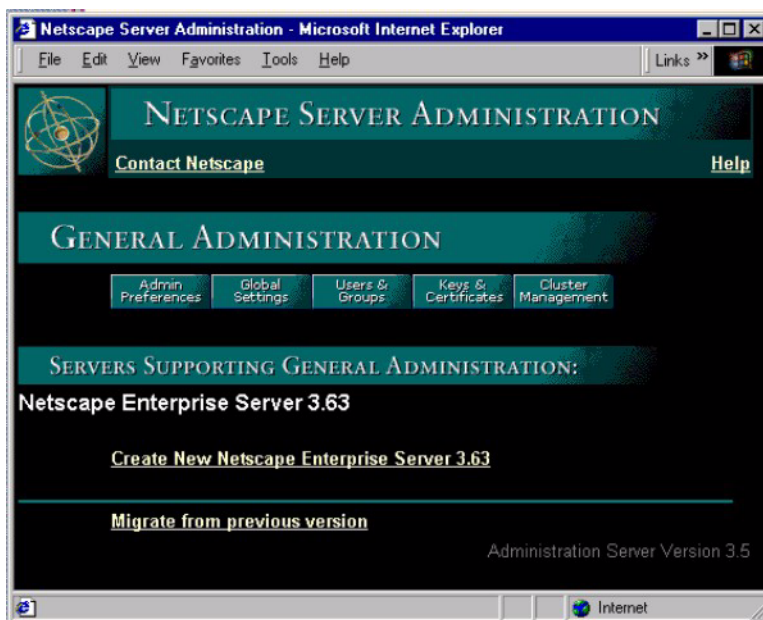 Netscape Server Administration - Microsoft Internet Explorer
File Edit View Favorites Tools Help Links »
NETSCAPE SERVER ADMINISTRATION
Contact Netscape Help
GENERAL ADMINISTRATION
Admin Preferences
Global Settings
Users & Groups
Keys & Certificates
Cluster Management
SERVERS SUPPORTING GENERAL ADMINISTRATION:
Netscape Enterprise Server 3.63
Create New Netscape Enterprise Server 3.63
Migrate from previous version
Administration Server Version 3.5
Internet